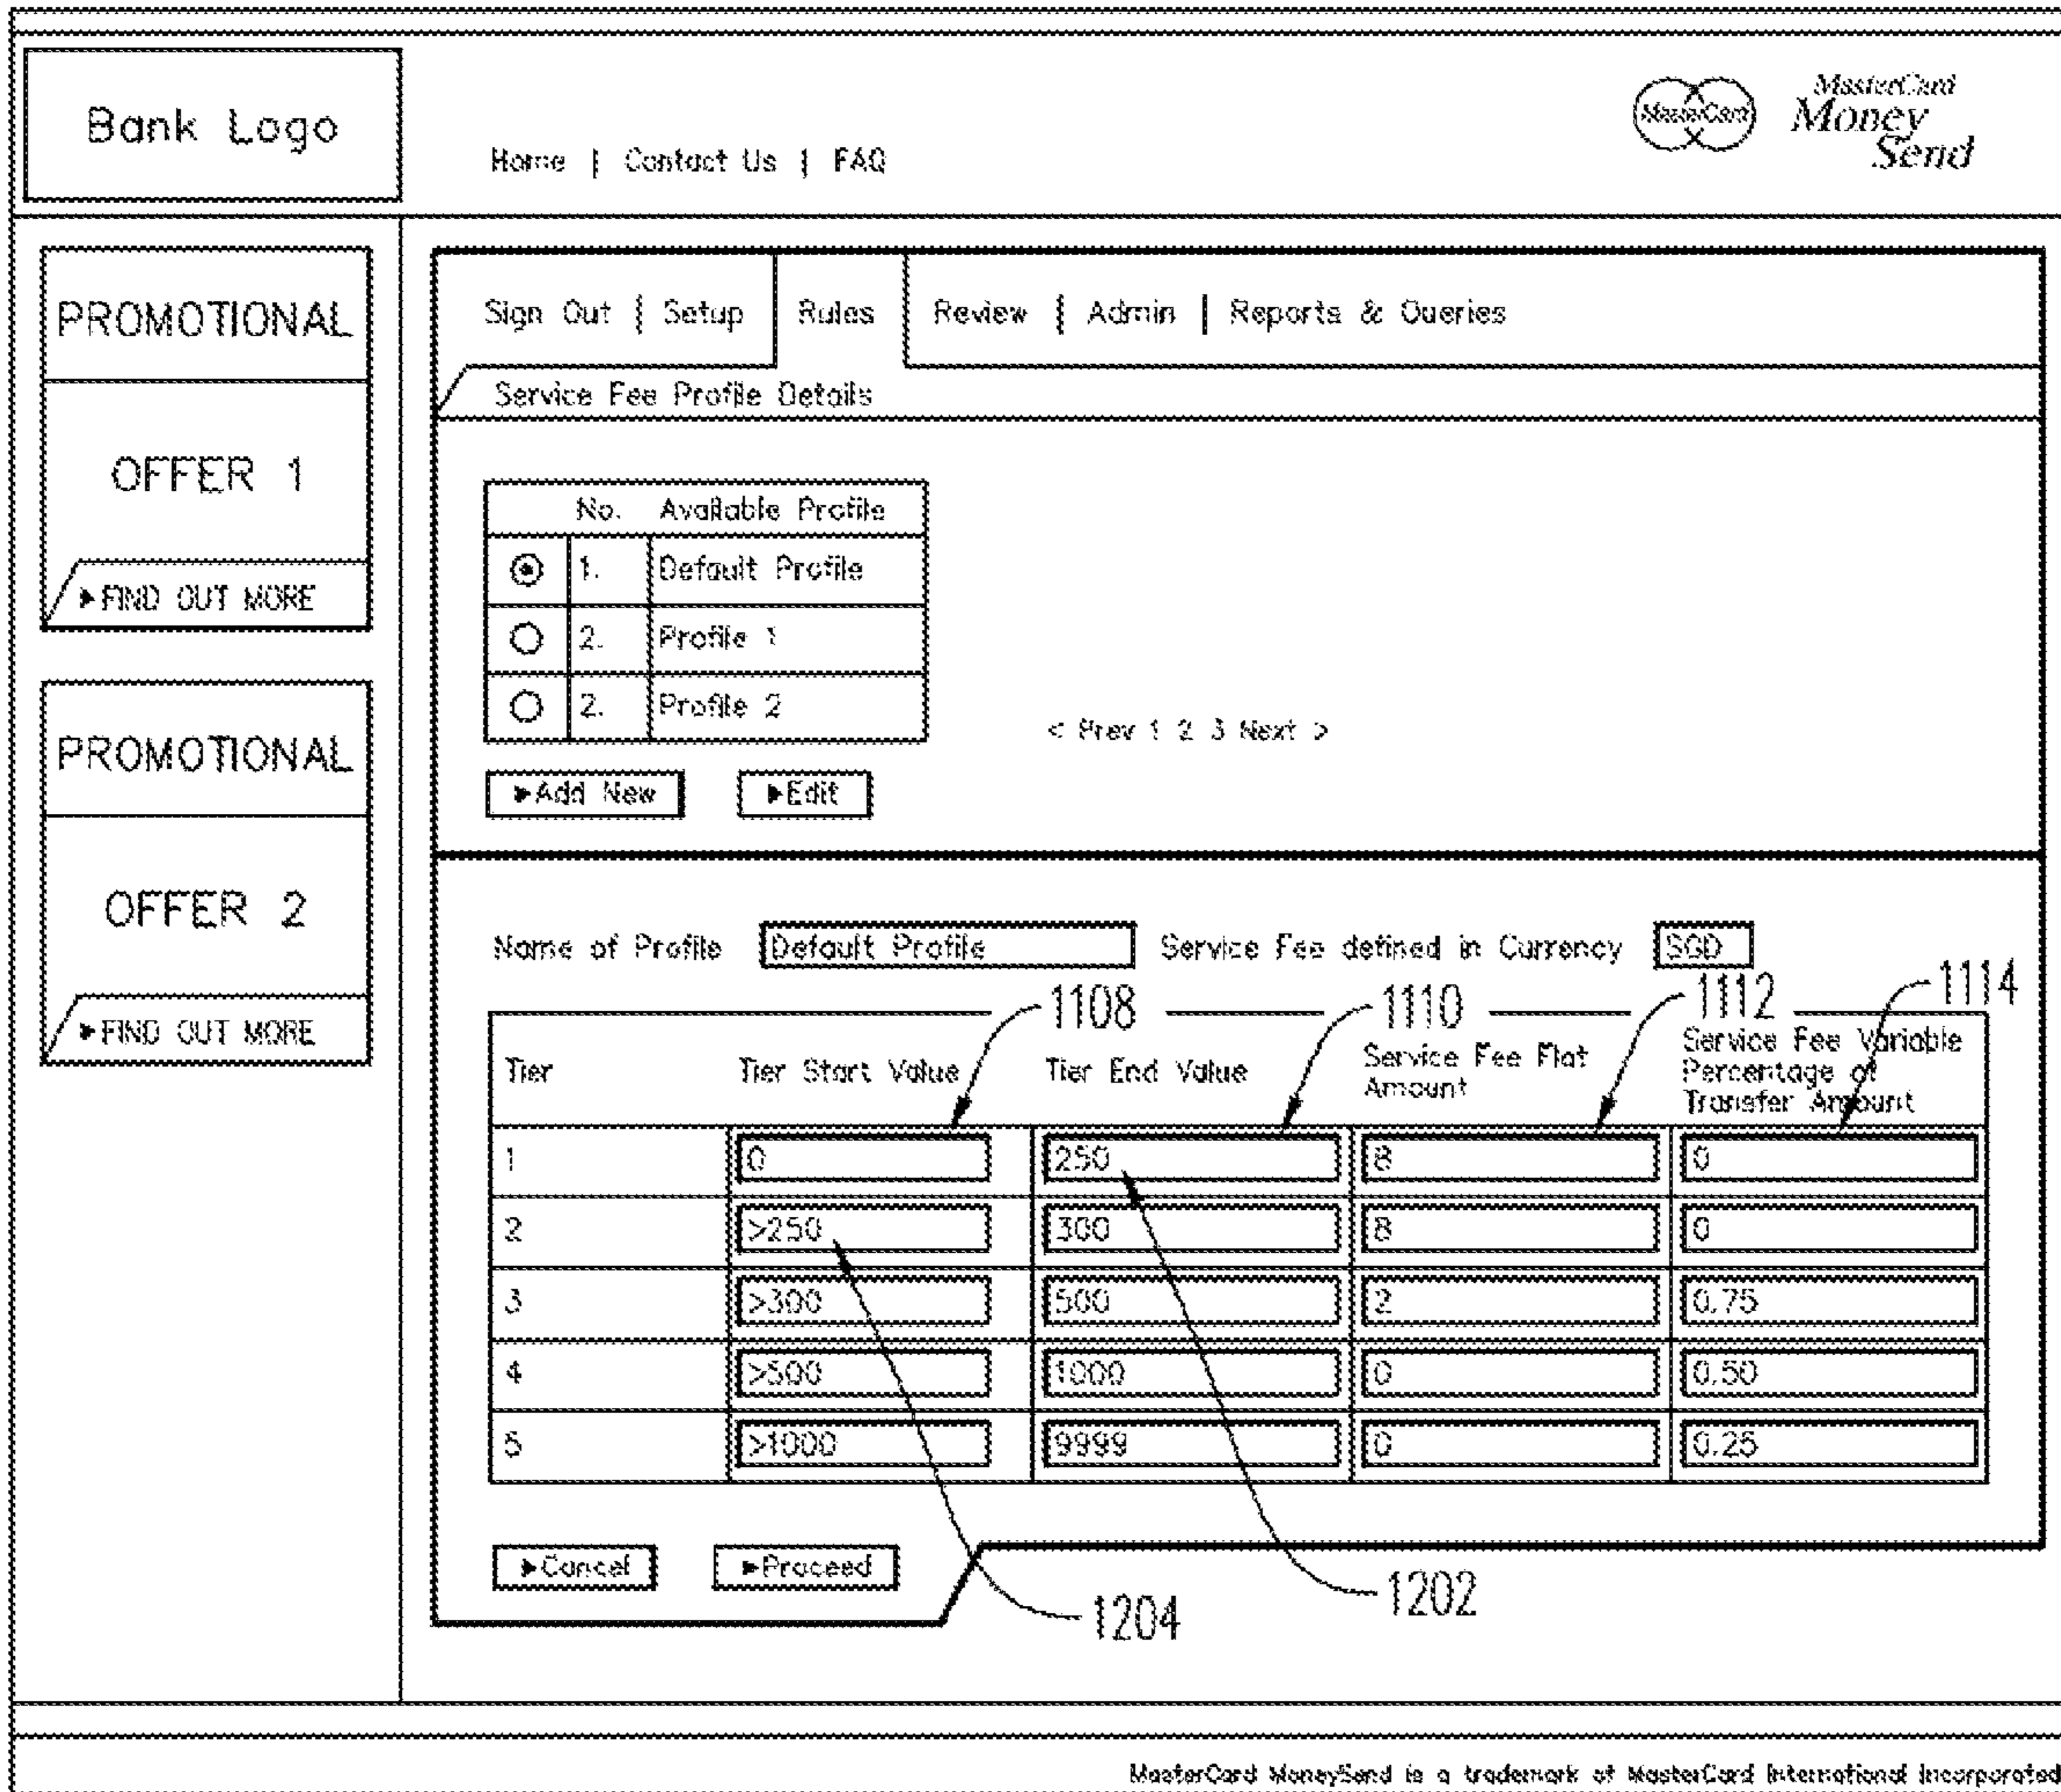 Bank Logo
Home | Contact Us | FAQ
MasterCard
MasterCard
Money
Send
PROMOTIONAL
OFFER 1
►FIND OUT MORE
PROMOTIONAL
OFFER 2
►FIND OUT MORE
Sign Out | Setup Rules Review | Admin | Reports & Queries
Service Fee Profile Details
No. Available Profile
1. Default Profile
2. Profile 1
2. Profile 2
< Prev 1 2 3 Next >
►Add New ►Edit
Name of Profile Default Profile Service Fee defined in Currency SGD
1108 1110 1112 1114
Tier Tier Start Value Tier End Value Service Fee Flat Amount Service Fee Variable Percentage of Transfer Amount
1 0 250 8 0
2 >250 300 8 0
3 >300 500 2 0.75
4 >500 1000 0 0.50
5 >1000 9999 0 0.25
►Cancel ►Proceed
1204 1202
MasterCard MoneySend is a trademark of MasterCard International Incorporated